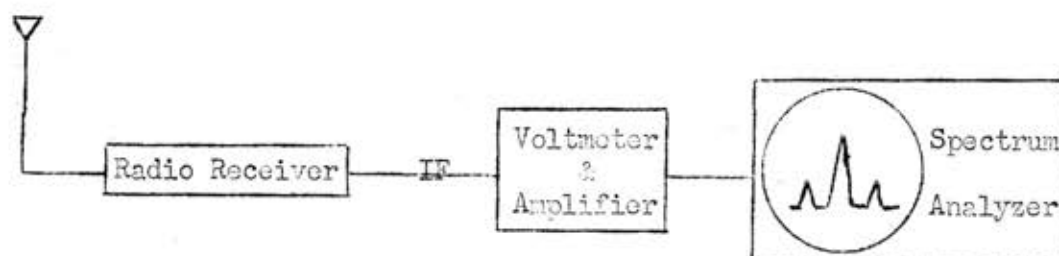 Radio Receiver
IF
Voltmeter
&
Amplifier
Spectrum
Analyzer